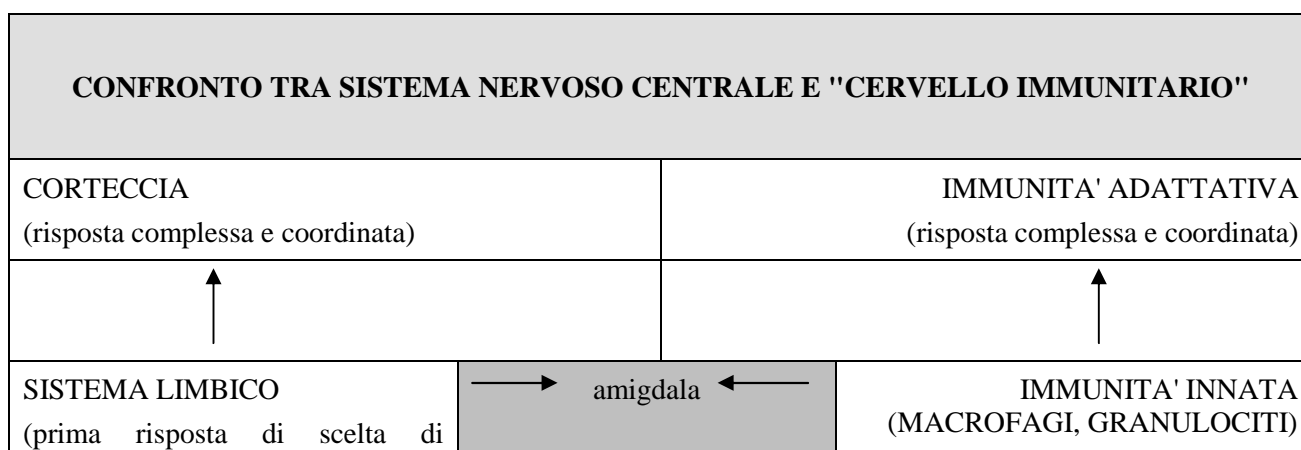 CONFRONTO TRA SISTEMA NERVOSO CENTRALE E "CERVELLO IMMUNITARIO"
CORTECCIA
(risposta complessa e coordinata)
IMMUNITA' ADATTATIVA
(risposta complessa e coordinata)
SISTEMA LIMBICO
(prima risposta di scelta di
amigdala
IMMUNITA' INNATA
(MACROFAGI, GRANULOCITI)